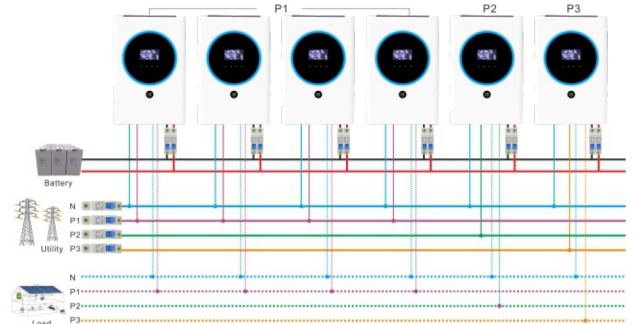 P1 P2 P3
Battery
N
P1
P2
Utility P3
N
P1
P2
Load P3